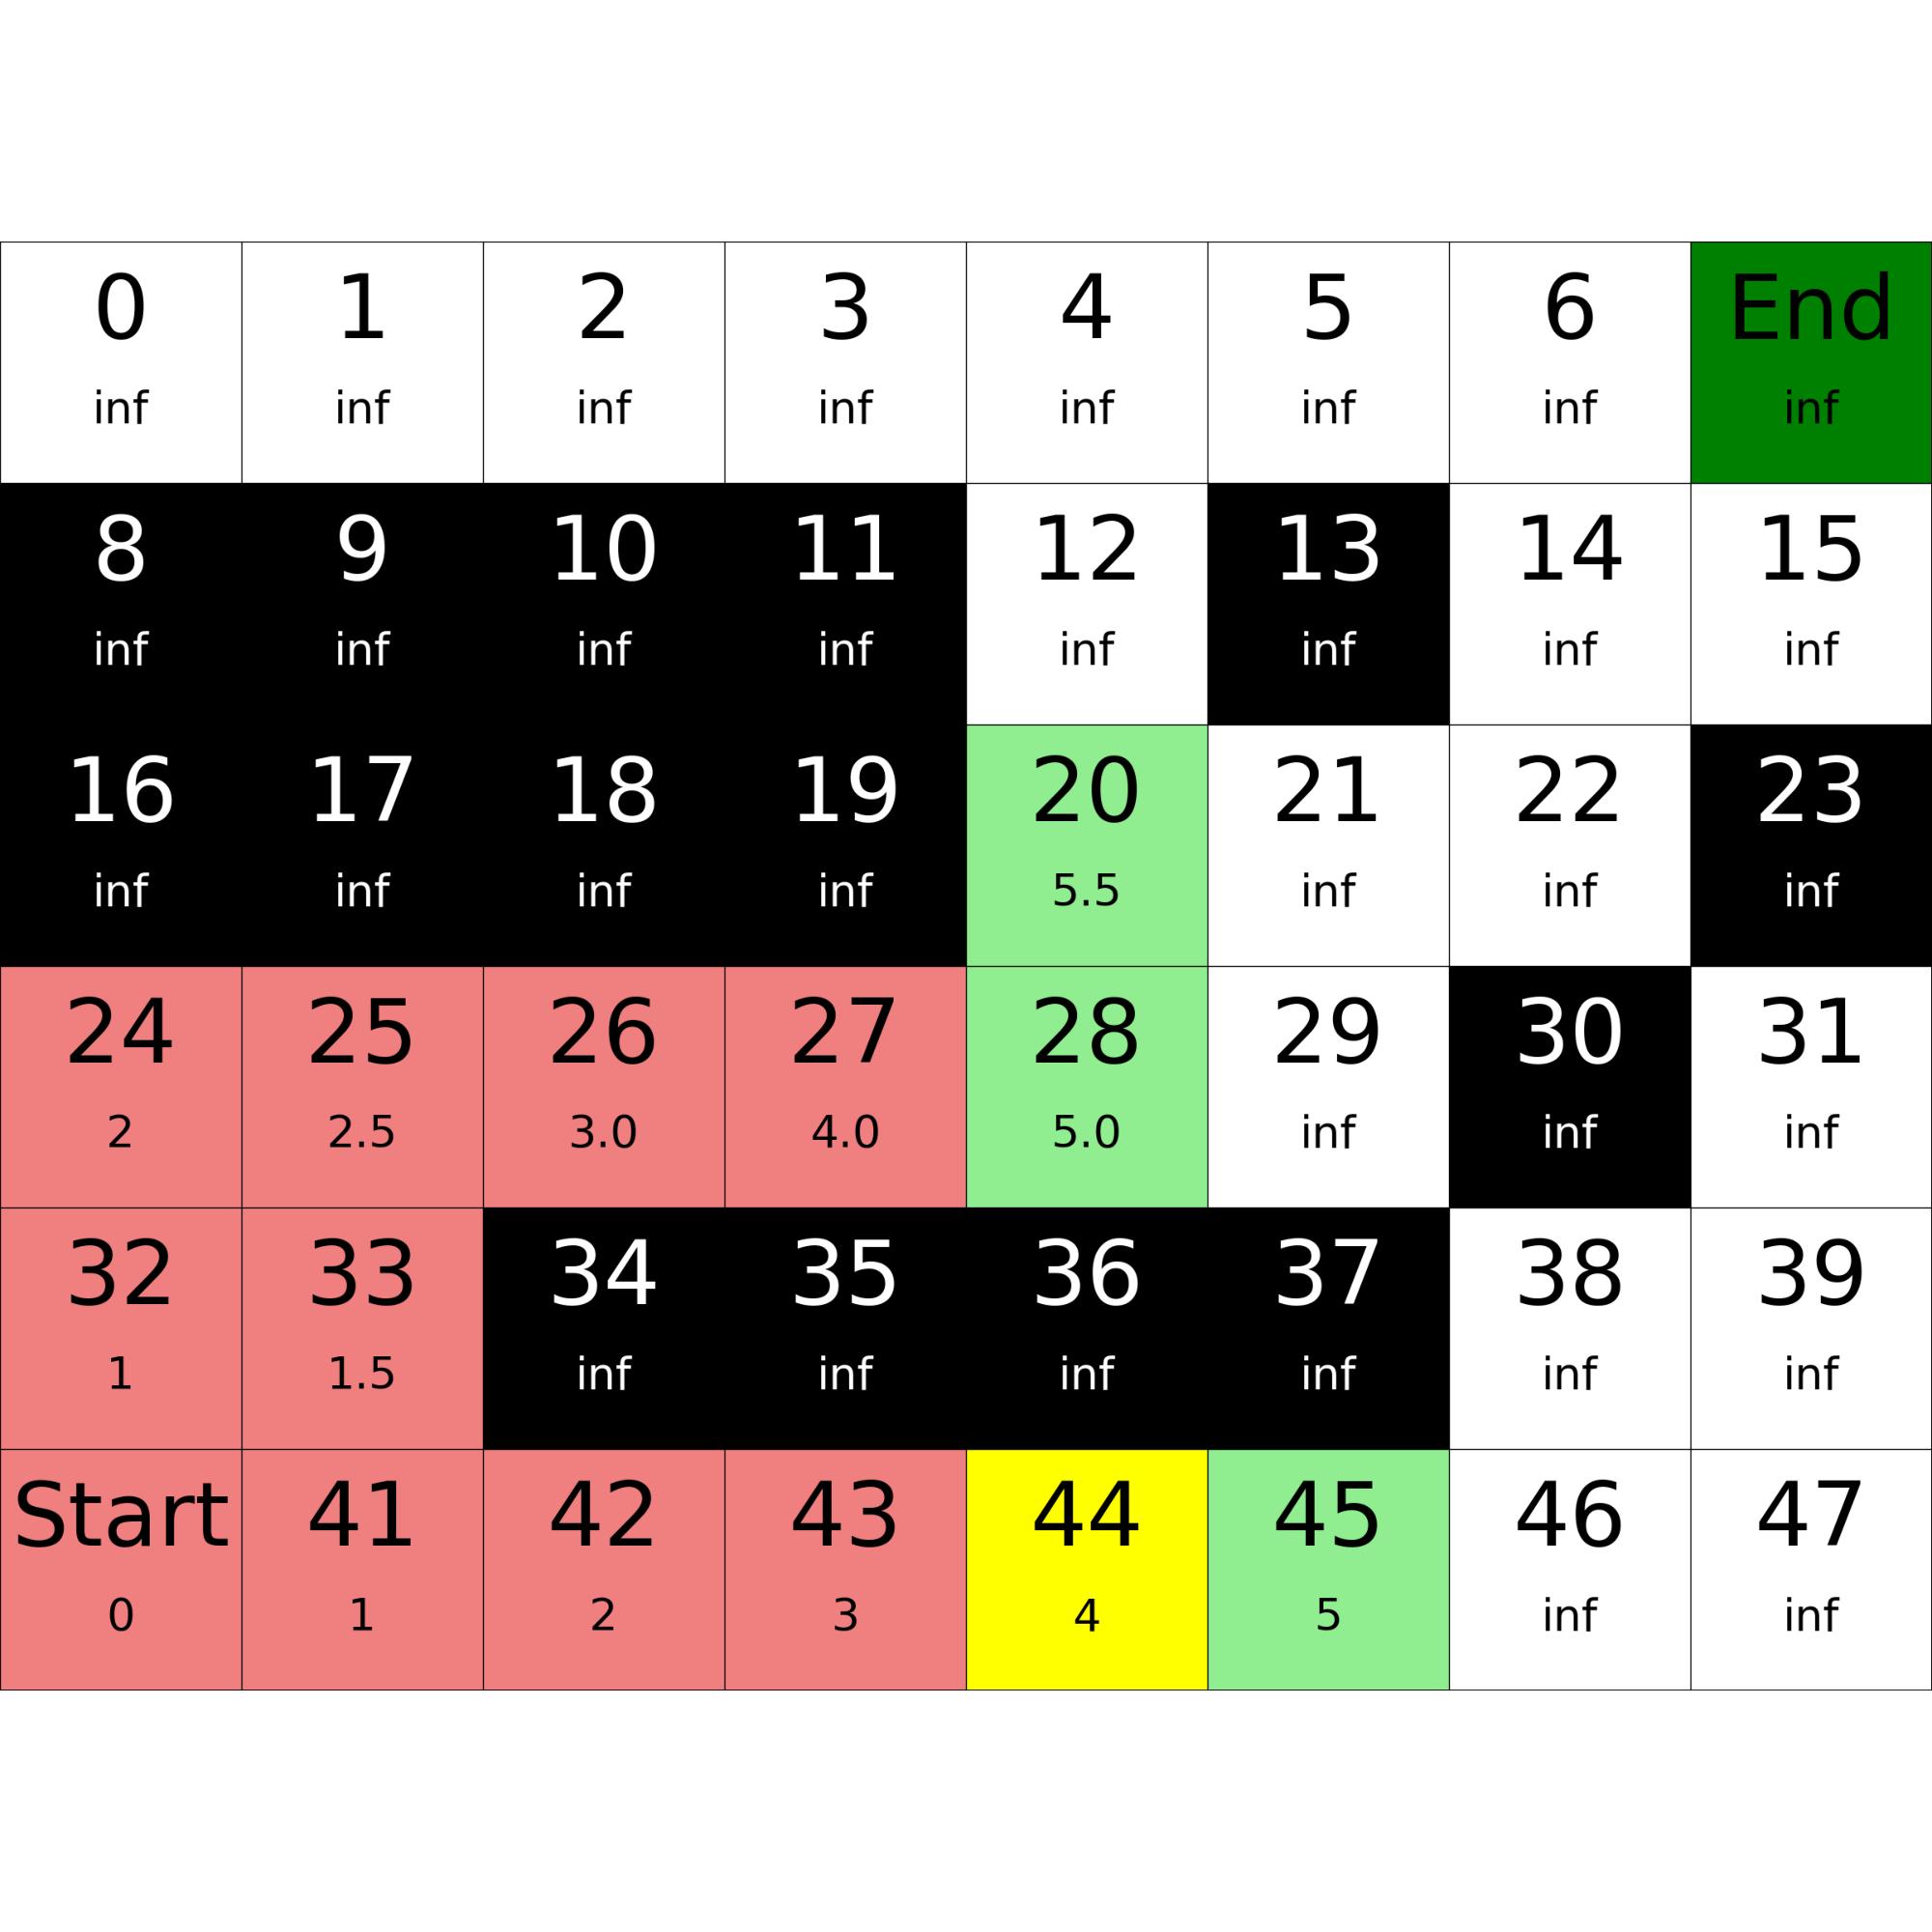 0 1 2 3 4 5 6 End
inf inf inf inf inf inf inf inf
8 9 10 11 12 13 14 15
inf inf inf inf inf inf inf inf
16 17 18 19 20 21 22 23
inf inf inf inf 5.5 inf inf inf
24 25 26 27 28 29 30 31
2 2.5 3.0 4.0 5.0 inf inf inf
32 33 34 35 36 37 38 39
1 1.5 inf inf inf inf inf inf
Start 41 42 43 44 45 46 47
0 1 2 3 4 5 inf inf